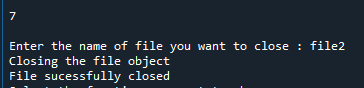 7
Enter the name of file you want to close : file2
Closing the file object
File sucessfully closed